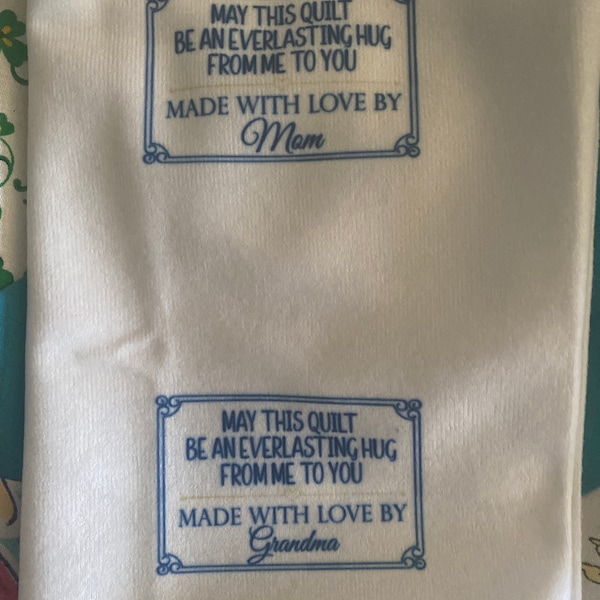 MAY THIS QUILT
BE AN EVERLASTING HUG
FROM ME TO YOU
MADE WITH LOVE BY
Mom
MAY THIS QUILT
BE AN EVERLASTING HUG
FROM ME TO YOU
MADE WITH LOVE BY
Grandma